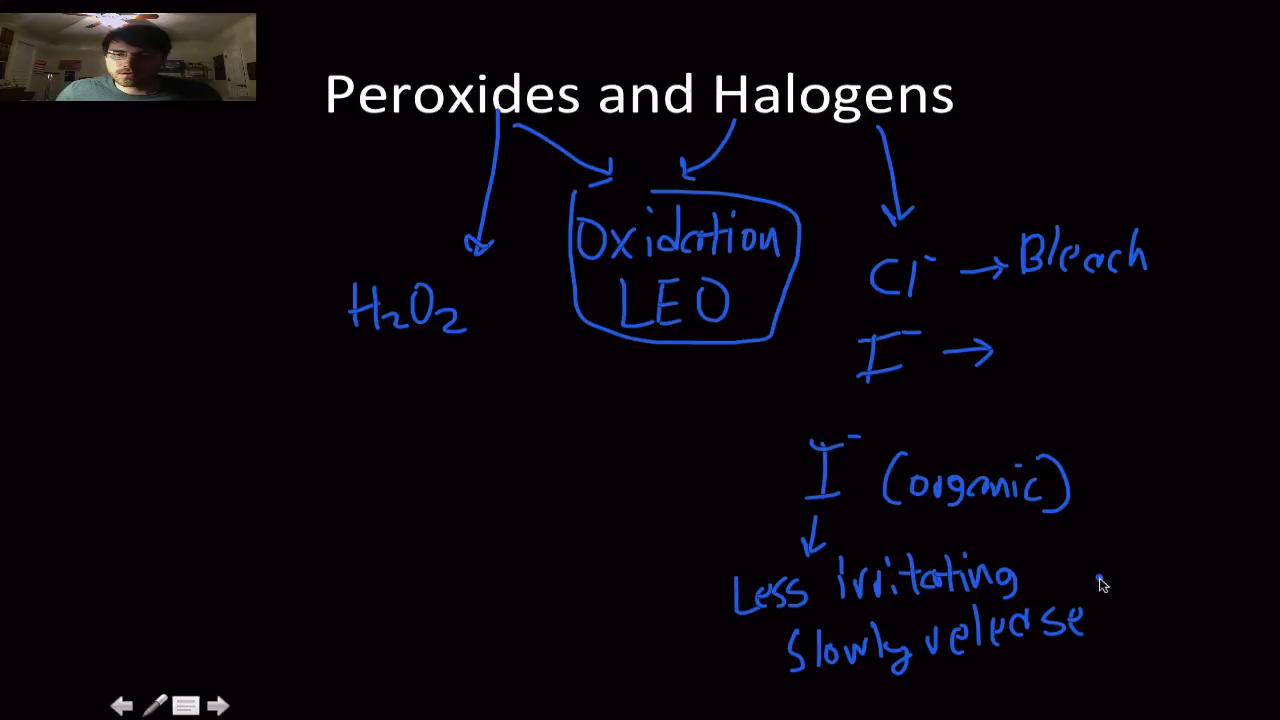 Peroxides and Halogens
Oxidation
LEO
H₂O₂
Cl⁻ → Bleach
I⁻ →
I⁻ (organic)
Less irritating
Slowly release